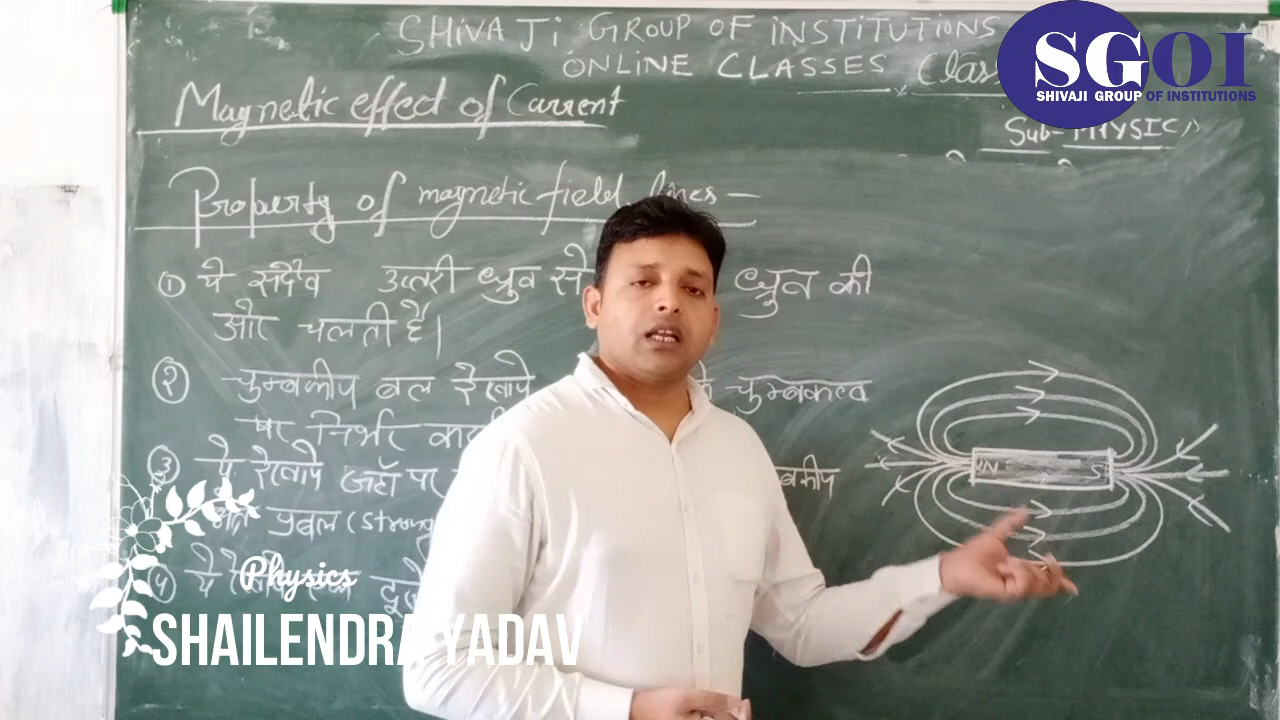 SHIVAJI GROUP OF INSTITUTIONS
ONLINE CLASSES Clas
SGOI
SHIVAJI GROUP OF INSTITUTIONS
Magnetic effect of Current
Sub- PHYSICS
Property of magnetic field lines -
① ये सदैव उत्तरी ध्रुव से ध्रुव की
ओर चलती है।
② चुम्बकीय बल रेखाये चुम्बकत्व
पर निर्भर
③ ये रेखाये जहाँ पर
प्रबल (strong
④ ये
N S
Physics
SHAILENDRA YADAV